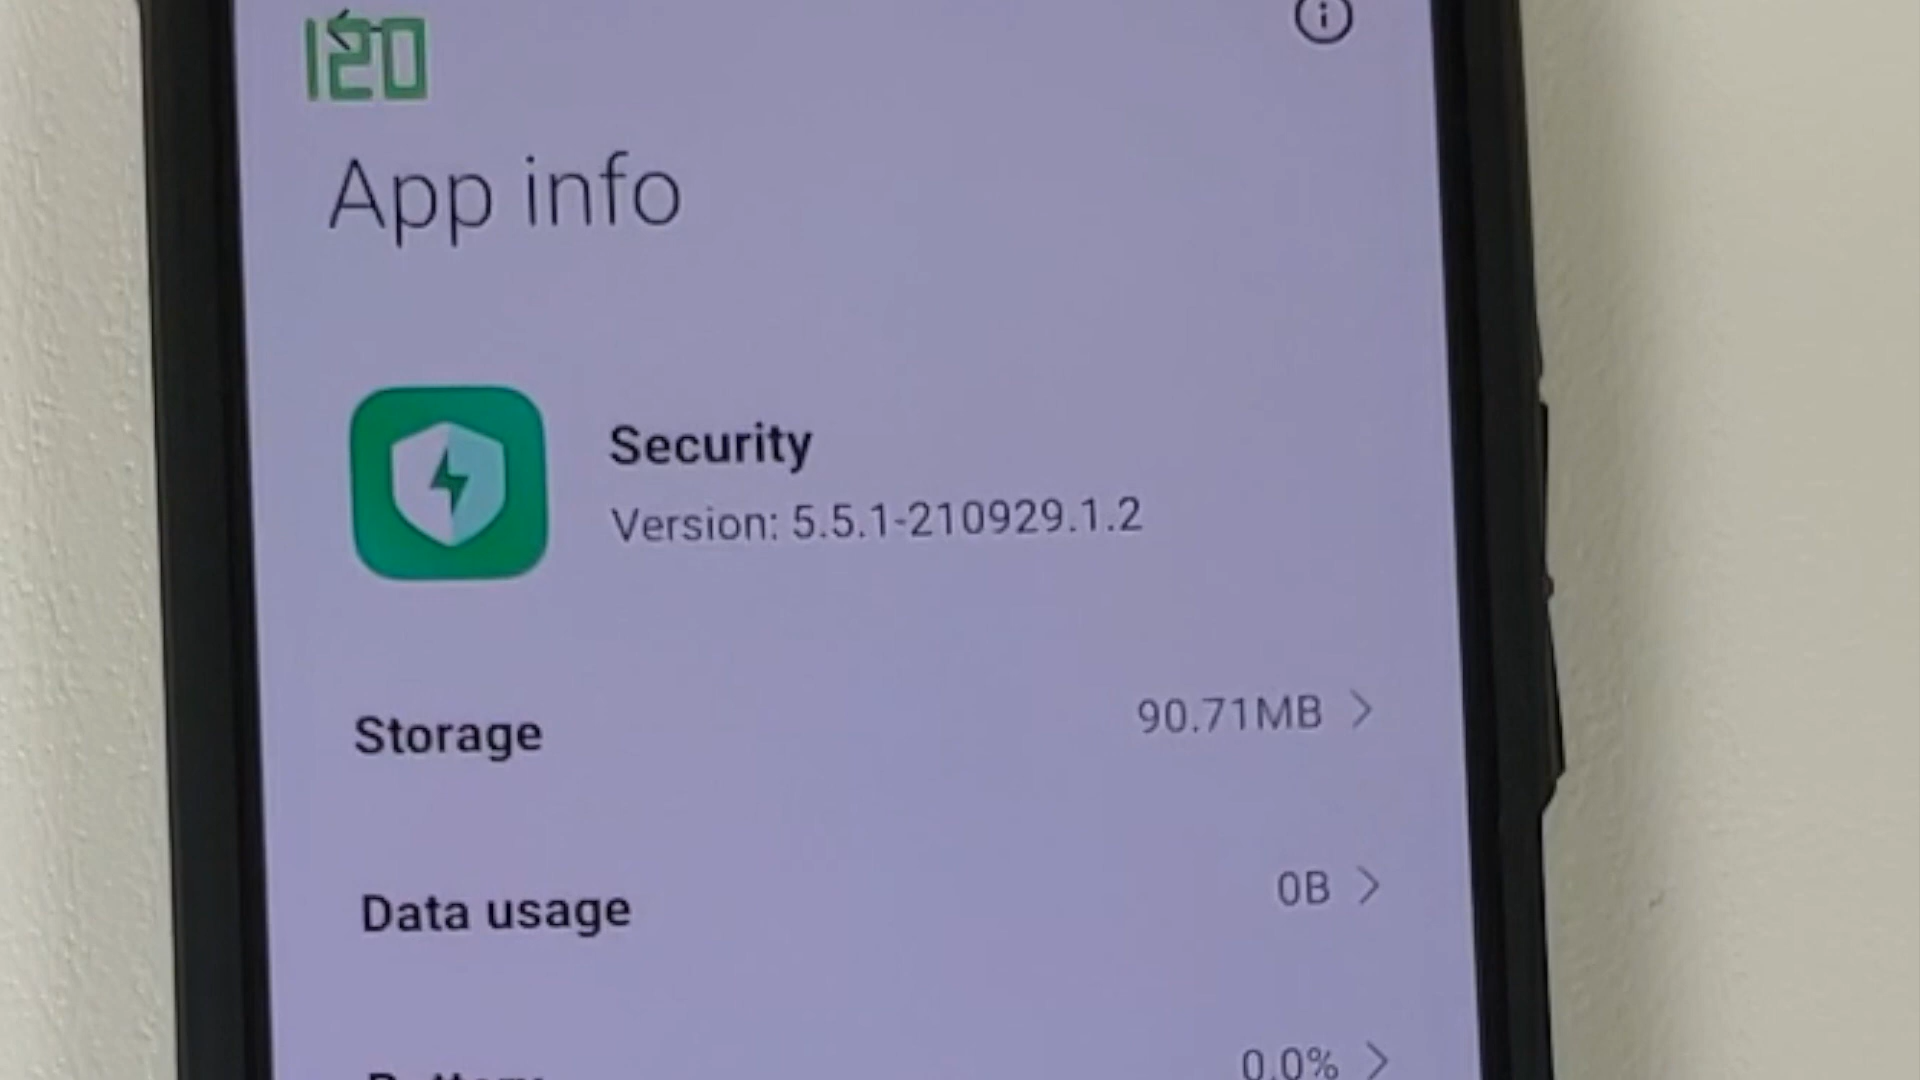 120
App info
Security
Version: 5.5.1-210929.1.2
Storage
90.71MB
Data usage
0B
Battery
0.0%